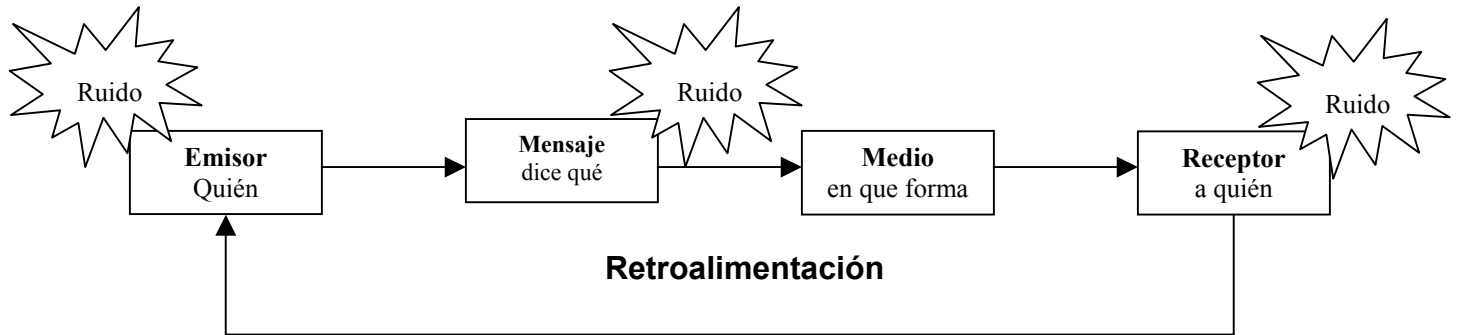 Ruido
Ruido
Ruido
Emisor
Quién
Mensaje
dice qué
Medio
en que forma
Receptor
a quién
Retroalimentación